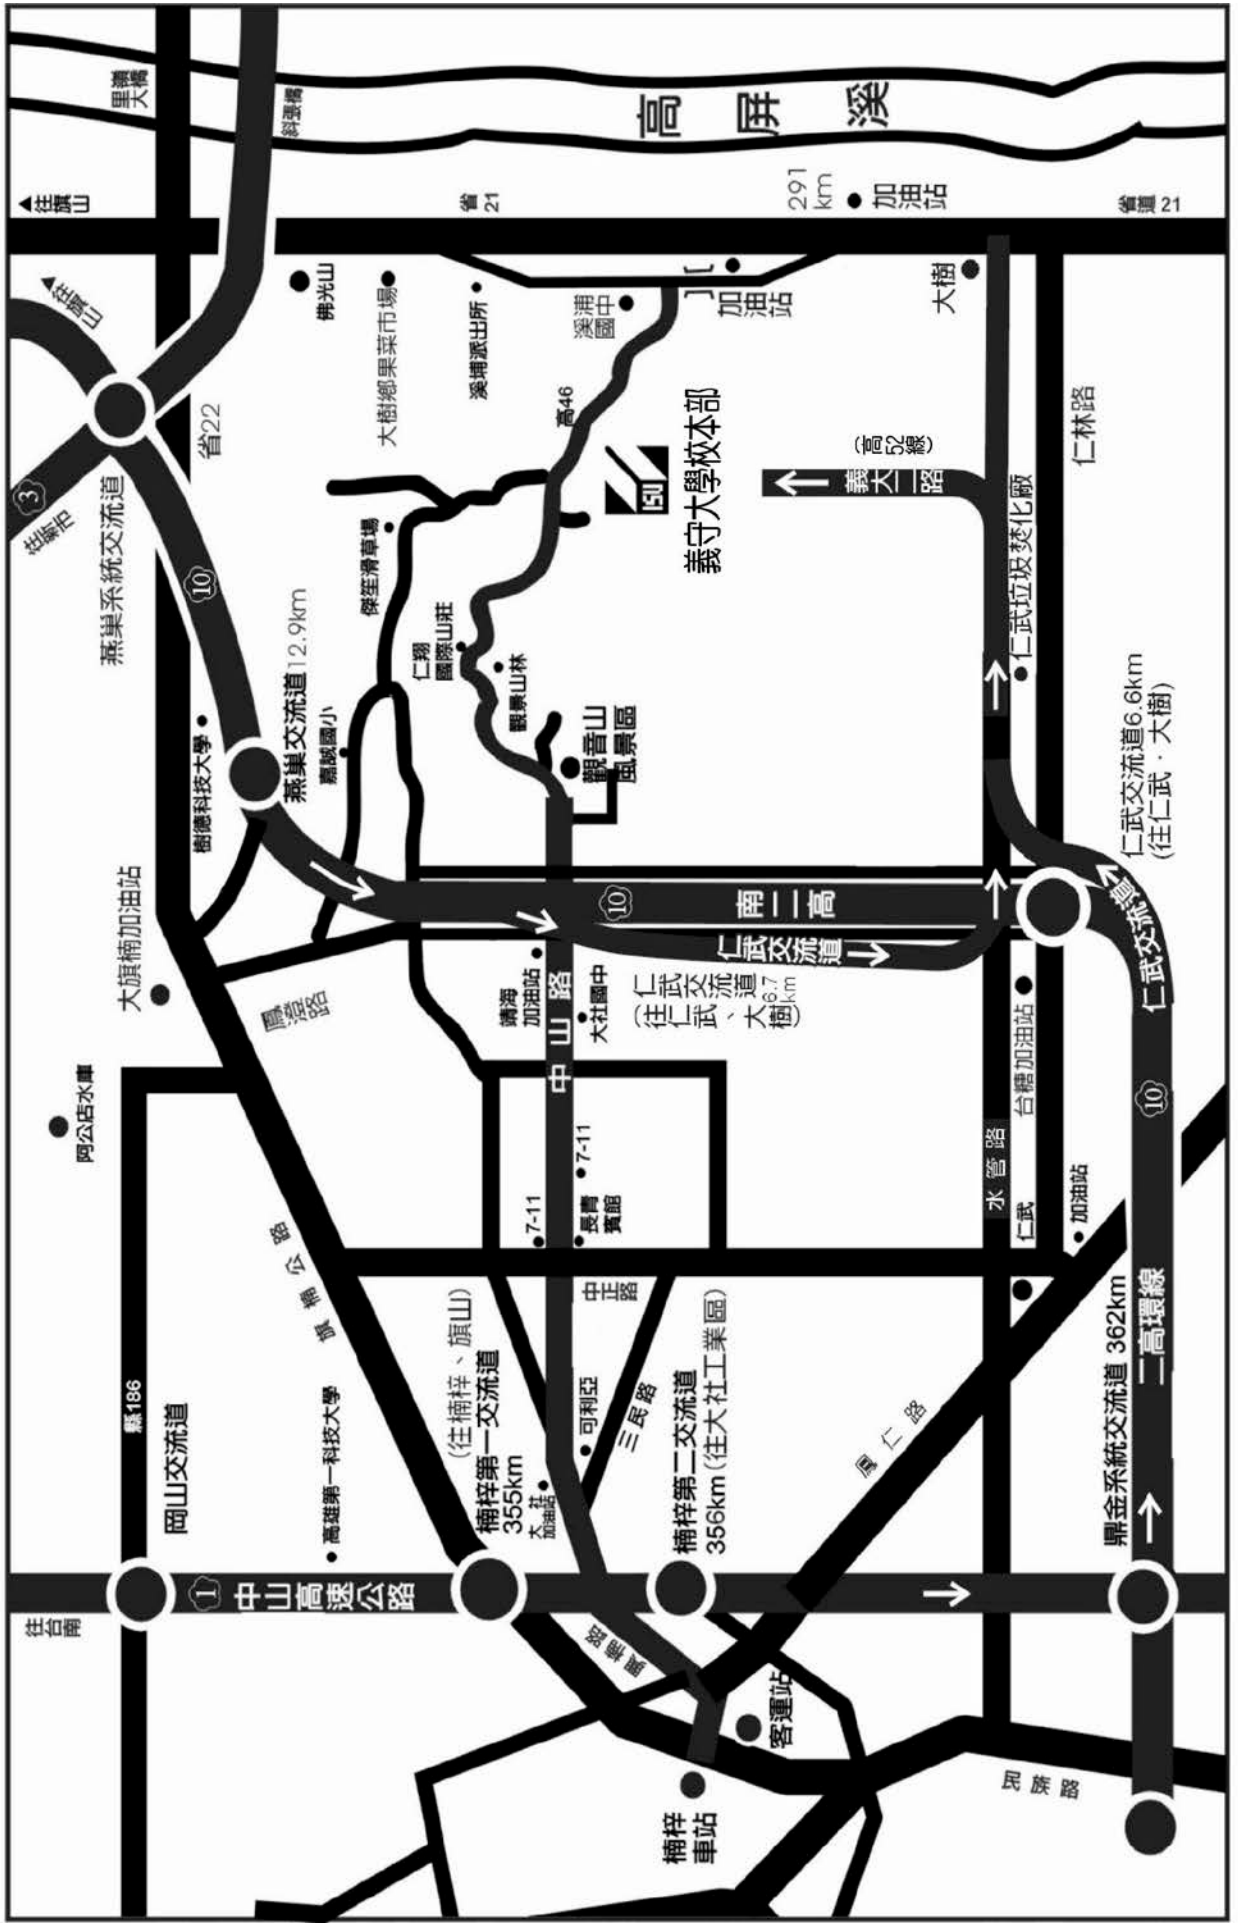 里嶺
大橋
斜張橋
高屏溪
往旗山
省
21
291
km
加油站
省道 21
往旗山
佛光山
大樹鄉果菜市場
溪埔派出所
溪浦
國中
加油站
大樹
3
往新市
燕巢系統交流道
省22
高46
義守大學校本部
ISU
(高52線)
義大二路
仁林路
10
傑笙滑草場
仁翔
國際山莊
觀景山林
觀音山
風景區
仁武垃圾焚化廠
樹德科技大學
燕巢交流道12.9km
嘉誠國小
仁武交流道6.6km
(往仁武・大樹)
大旗楠加油站
鳳澄路
10
南二高
仁武交流道
仁武交流道
靖海
加油站
中山路
大社國中
仁武交流道
(往仁武、大樹)
6.7
km
台糖加油站
10
阿公店水庫
7-11
7-11
長青
賓館
水管路
仁武
加油站
旗楠公路
中正路
縣186
岡山交流道
高雄第一科技大學
(往楠梓、旗山)
楠梓第一交流道
355km
大社
加油站
可利亞
三民路
楠梓第二交流道
356km(往大社工業區)
鳳仁路
鼎金系統交流道 362km
二高環線
往台南
1
中山高速公路
興楠路
客運站
楠梓
車站
民族路